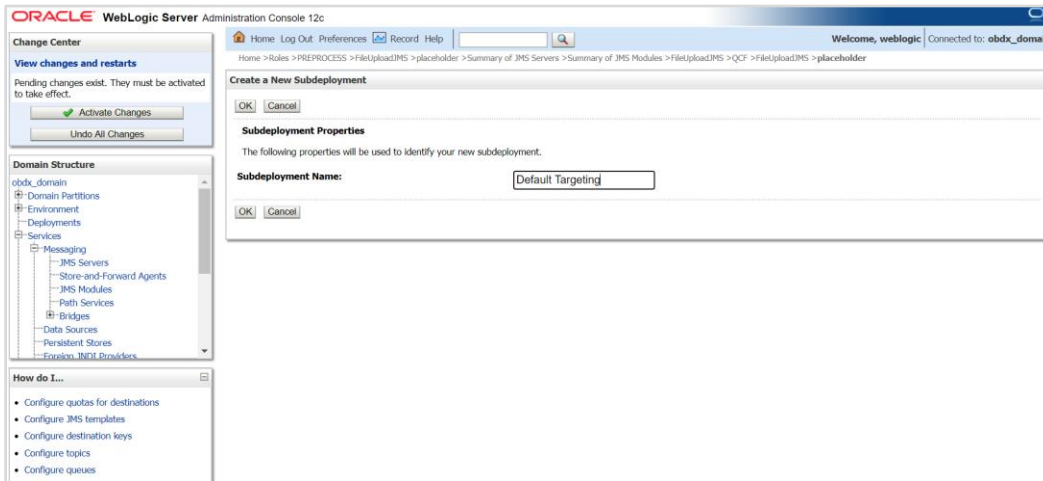 ORACLE WebLogic Server Administration Console 12c
Change Center
View changes and restarts
Pending changes exist. They must be activated
to take effect.
Activate Changes
Undo All Changes
Domain Structure
obdx_domain
Domain Partitions
Environment
Deployments
Services
Messaging
JMS Servers
Store-and-Forward Agents
JMS Modules
Path Services
Bridges
Data Sources
Persistent Stores
Foreign JNDI Providers
How do I...
Configure quotas for destinations
Configure JMS templates
Configure destination keys
Configure topics
Configure queues
Home Log Out Preferences Record Help
Welcome, weblogic Connected to: obdx_domai
Home >Roles >PREPROCESS >FileUploadJMS >placeholder >Summary of JMS Servers >Summary of JMS Modules >FileUploadJMS >QCF >FileUploadJMS >placeholder
Create a New Subdeployment
OK Cancel
Subdeployment Properties
The following properties will be used to identify your new subdeployment.
Subdeployment Name: Default Targeting
OK Cancel